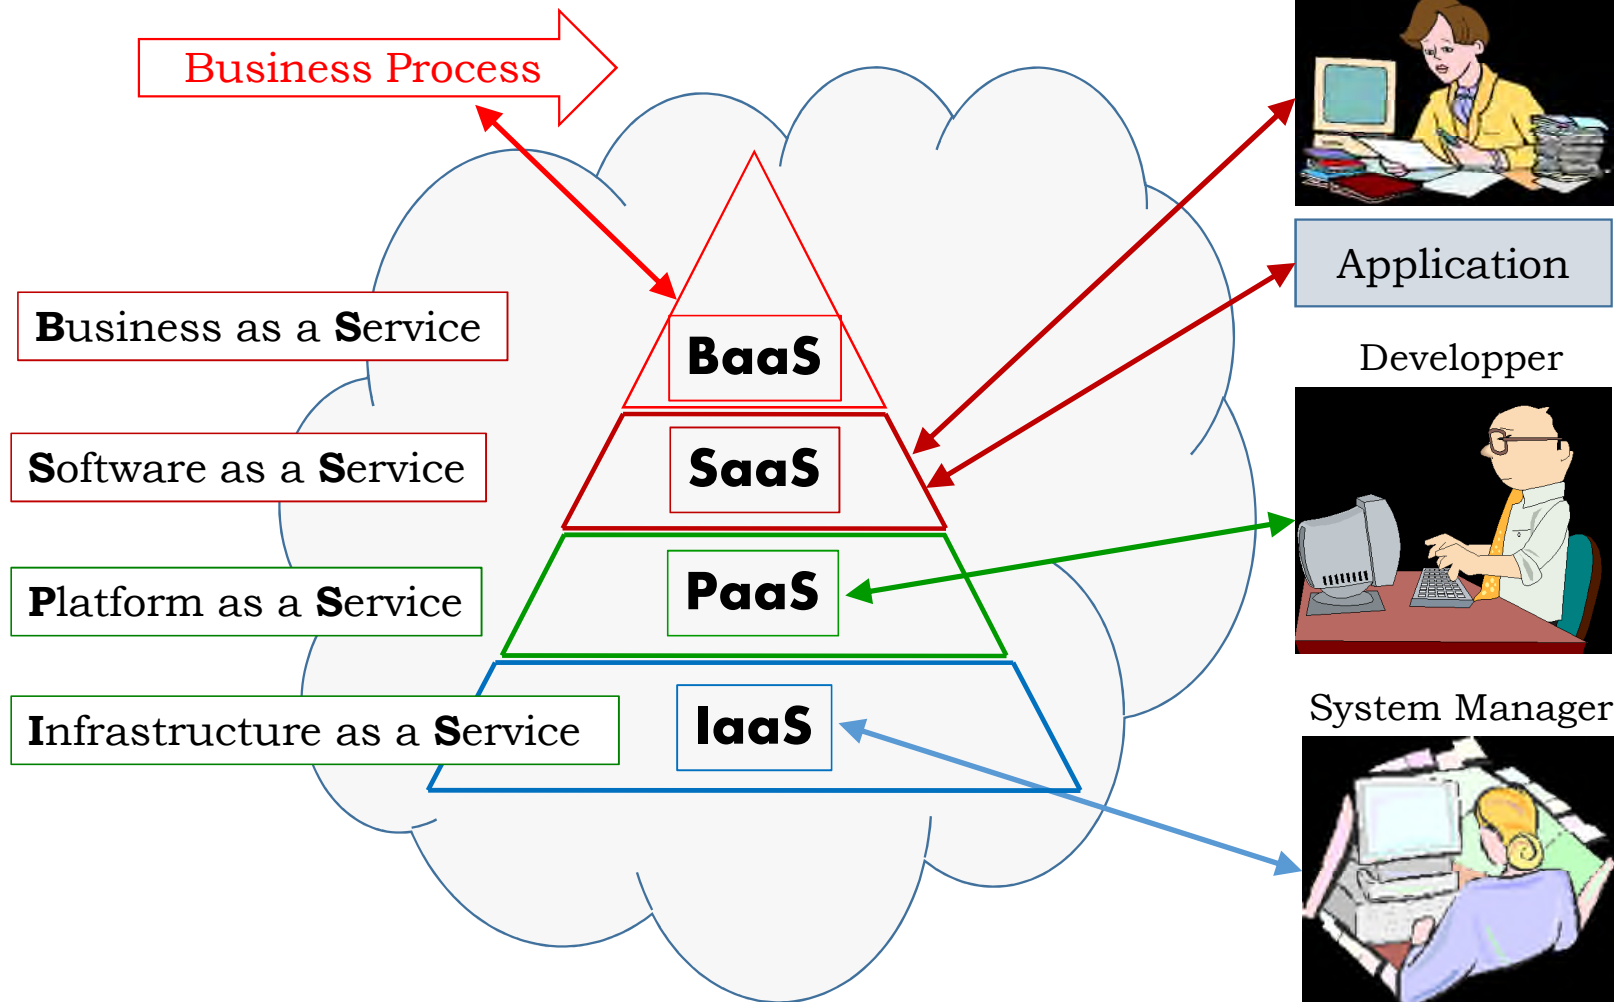 Business Process
Application
Business as a Service
BaaS
Developper
Software as a Service
SaaS
Platform as a Service
PaaS
System Manager
Infrastructure as a Service
IaaS